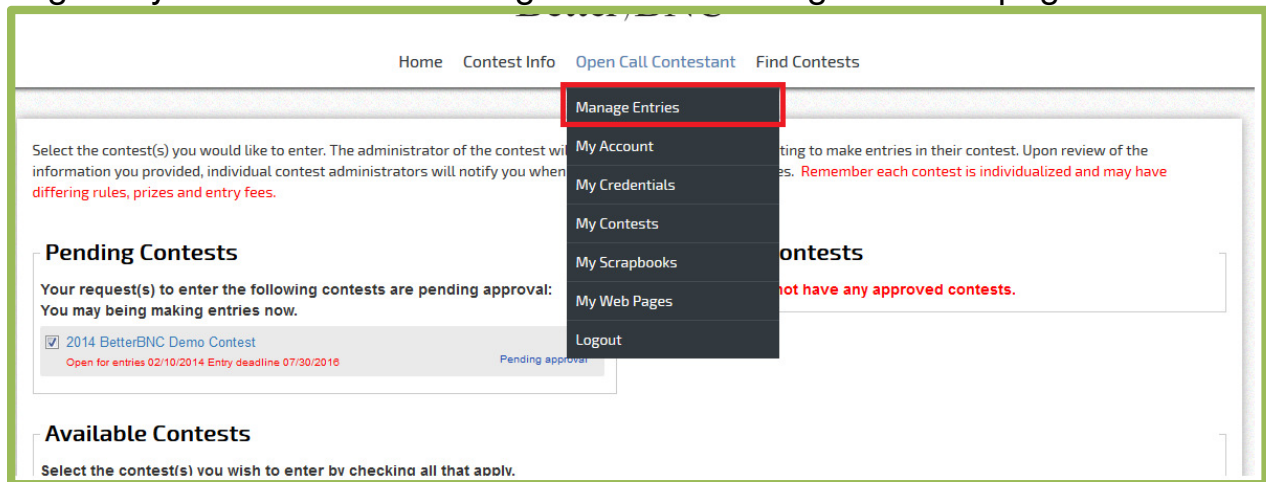 Home Contest Info Open Call Contestant Find Contests
Manage Entries
My Account
My Credentials
My Contests
My Scrapbooks
My Web Pages
Logout
Select the contest(s) you would like to enter. The administrator of the contest wil ting to make entries in their contest. Upon review of the
information you provided, individual contest administrators will notify you when es. Remember each contest is individualized and may have
differing rules, prizes and entry fees.
Pending Contests
Your request(s) to enter the following contests are pending approval:
You may being making entries now.
2014 BetterBNC Demo Contest
Open for entries 02/10/2014 Entry deadline 07/30/2016 Pending approval
ontests
not have any approved contests.
Available Contests
Select the contest(s) you wish to enter by checking all that apply.